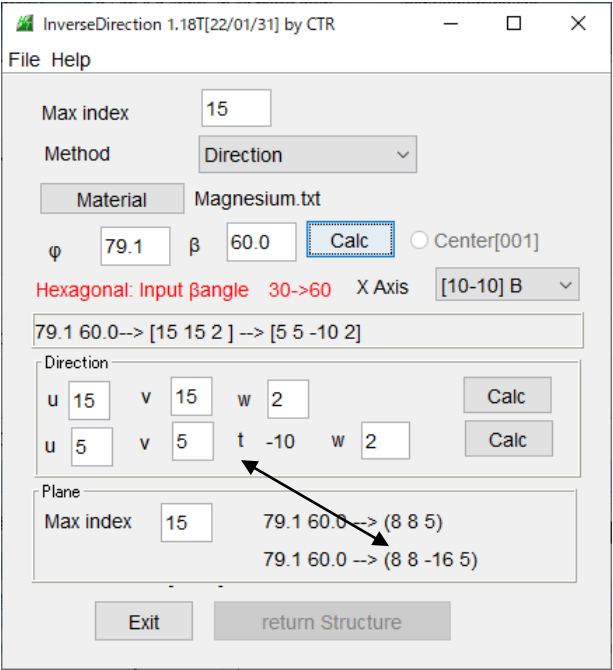 InverseDirection 1.18T[22/01/31] by CTR
File Help
Max index 15
Method Direction
Material Magnesium.txt
φ 79.1 β 60.0 Calc Center[001]
Hexagonal: Input βangle 30->60 X Axis [10-10] B
79.1 60.0--> [15 15 2 ] --> [5 5 -10 2]
Direction
u 15 v 15 w 2 Calc
u 5 v 5 t -10 w 2 Calc
Plane
Max index 15 79.1 60.0 --> (8 8 5)
79.1 60.0 --> (8 8 -16 5)
Exit return Structure